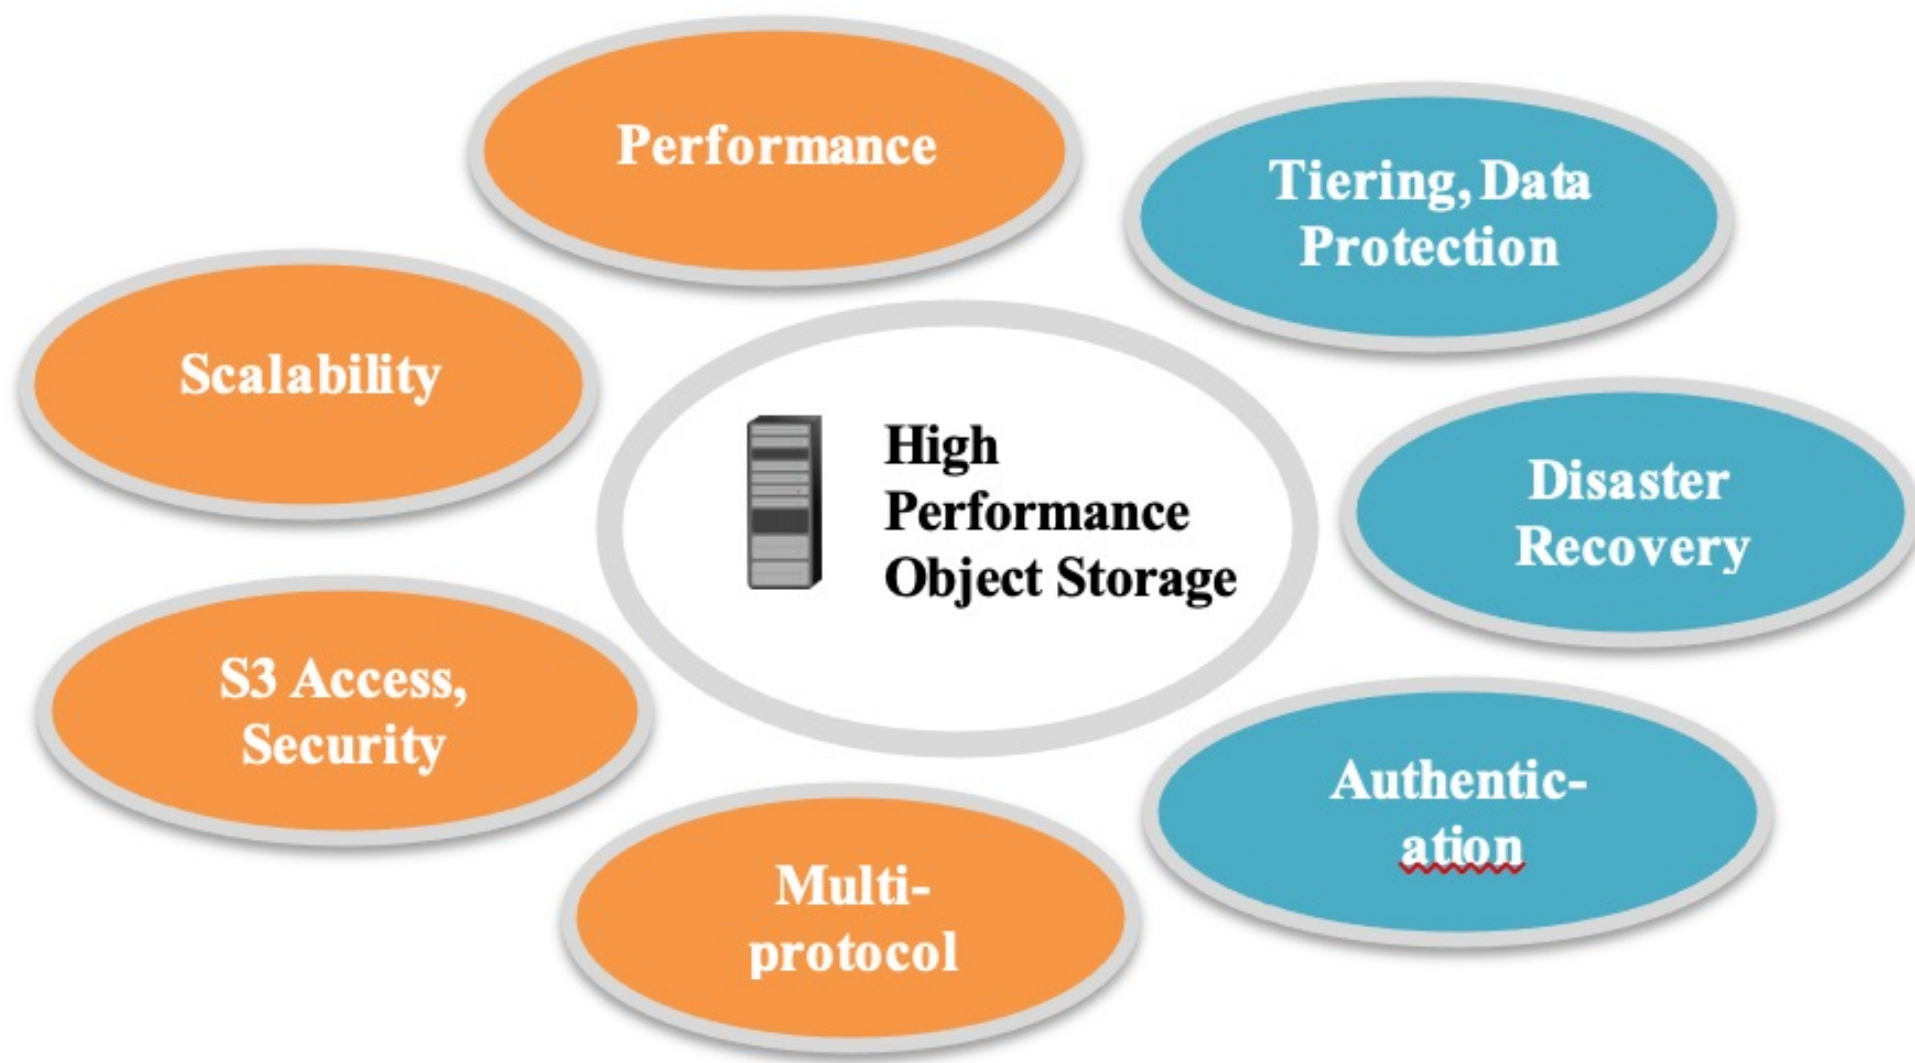 Performance
Tiering, Data
Protection
Scalability
High
Performance
Object Storage
Disaster
Recovery
S3 Access,
Security
Authentic-
ation
Multi-
protocol